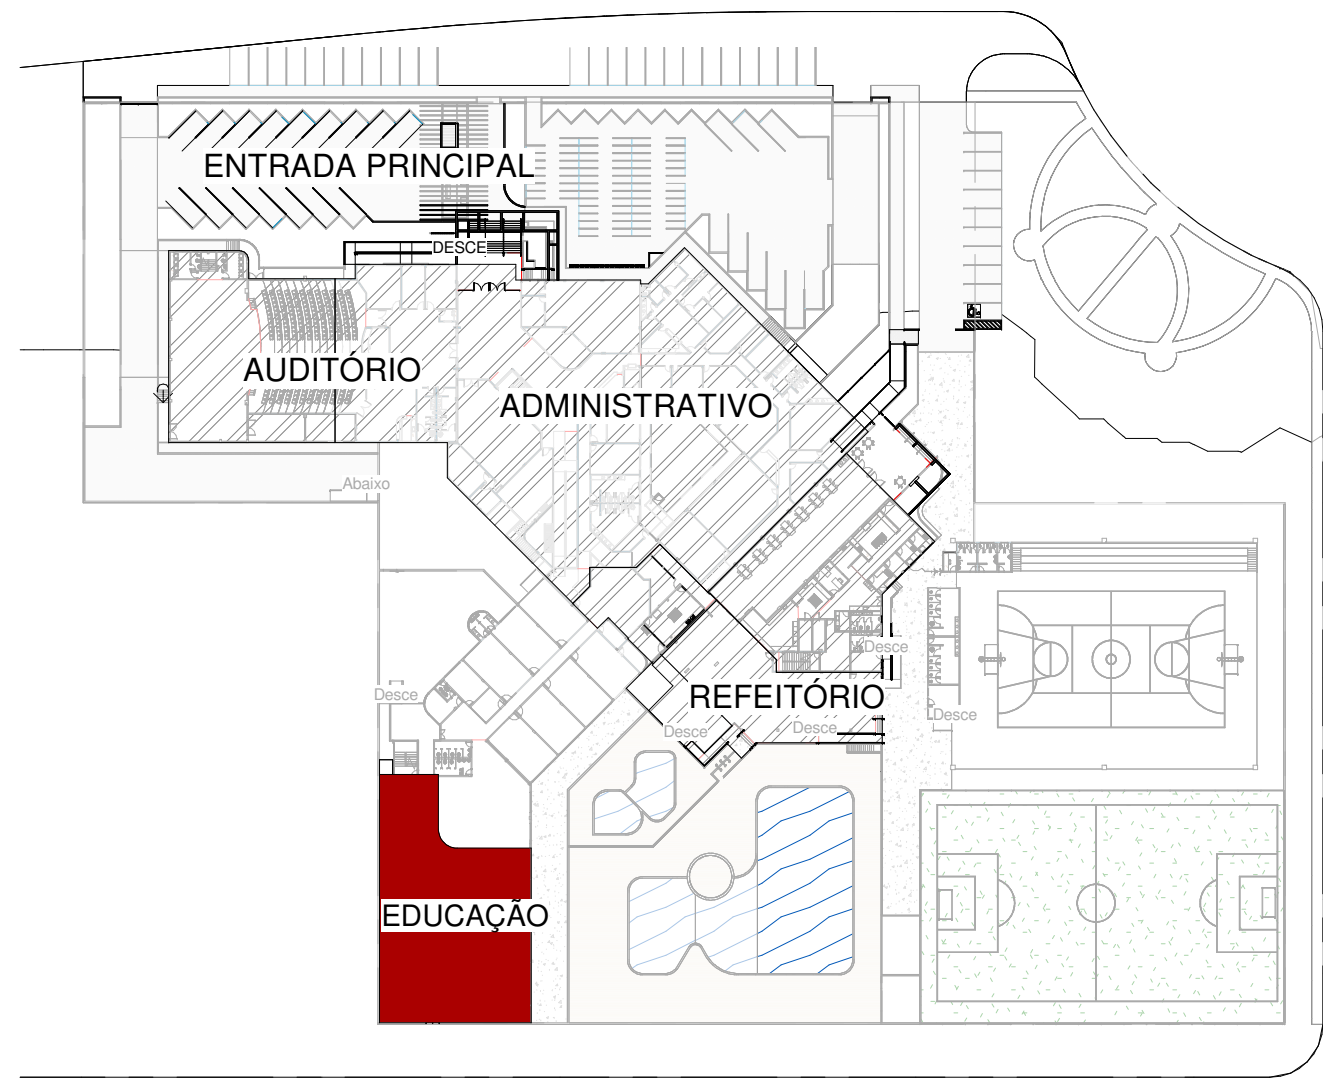 ENTRADA PRINCIPAL
DESCE
AUDITÓRIO
ADMINISTRATIVO
Abaixo
Desce
Desce
REFEITÓRIO
Desce
Desce
Desce
EDUCAÇÃO